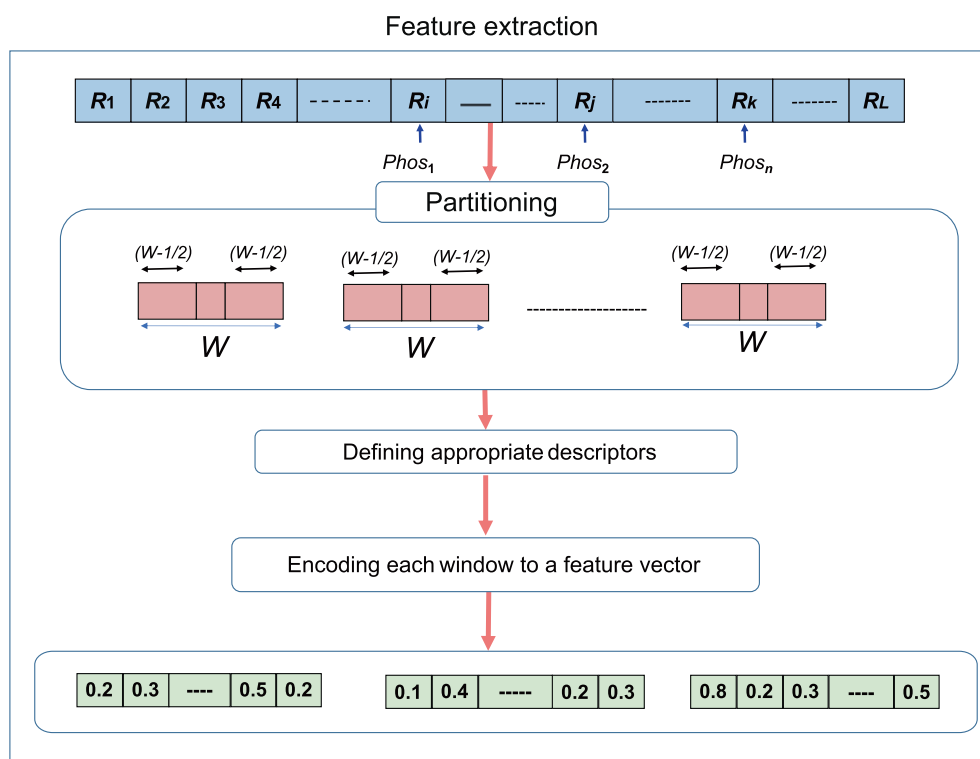 Feature extraction
R1 R2 R3 R4 ------- Ri — ----- Rj ------- Rk ------- RL
Phos1 Phos2 Phosn
Partitioning
(W-1/2) (W-1/2) (W-1/2) (W-1/2) (W-1/2) (W-1/2)
W W W
Defining appropriate descriptors
Encoding each window to a feature vector
0.2 0.3 ---- 0.5 0.2 0.1 0.4 ----- 0.2 0.3 0.8 0.2 0.3 ---- 0.5